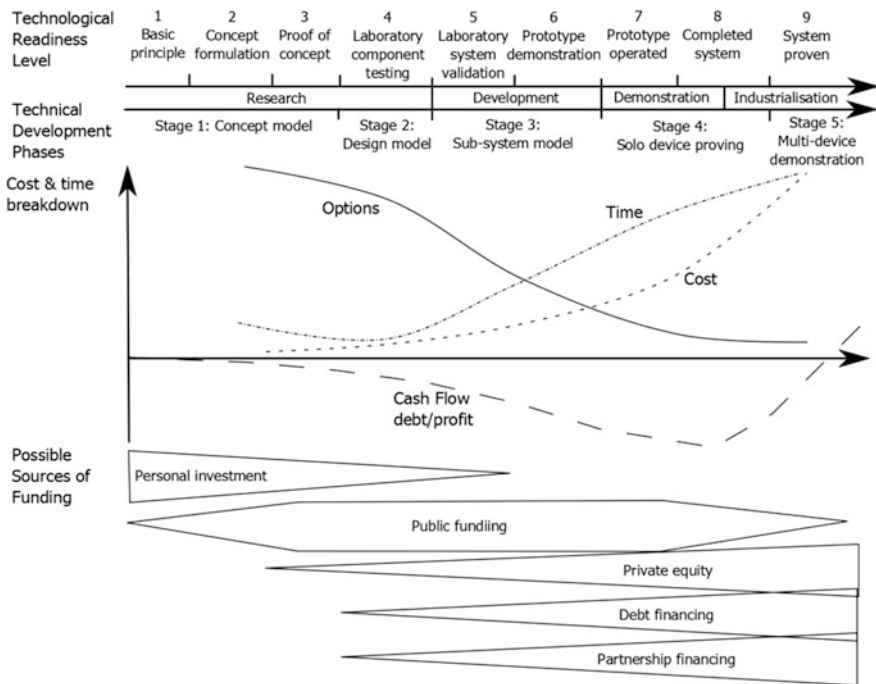 Technological
Readiness
Level
1 2 3 4 5 6 7 8 9
Basic
principle
Concept
formulation
Proof of
concept
Laboratory
component
testing
Laboratory
system
validation
Prototype
demonstration
Prototype
operated
Completed
system
System
proven
Research
Development
Demonstration
Industrialisation
Technical
Development
Phases
Stage 1: Concept model
Stage 2:
Design model
Stage 3:
Sub-system model
Stage 4:
Solo device proving
Stage 5:
Multi-device
demonstration
Cost & time
breakdown
Options
Time
Cost
Cash Flow
debt/profit
Possible
Sources of
Funding
Personal investment
Public fundiing
Private equity
Debt financing
Partnership financing